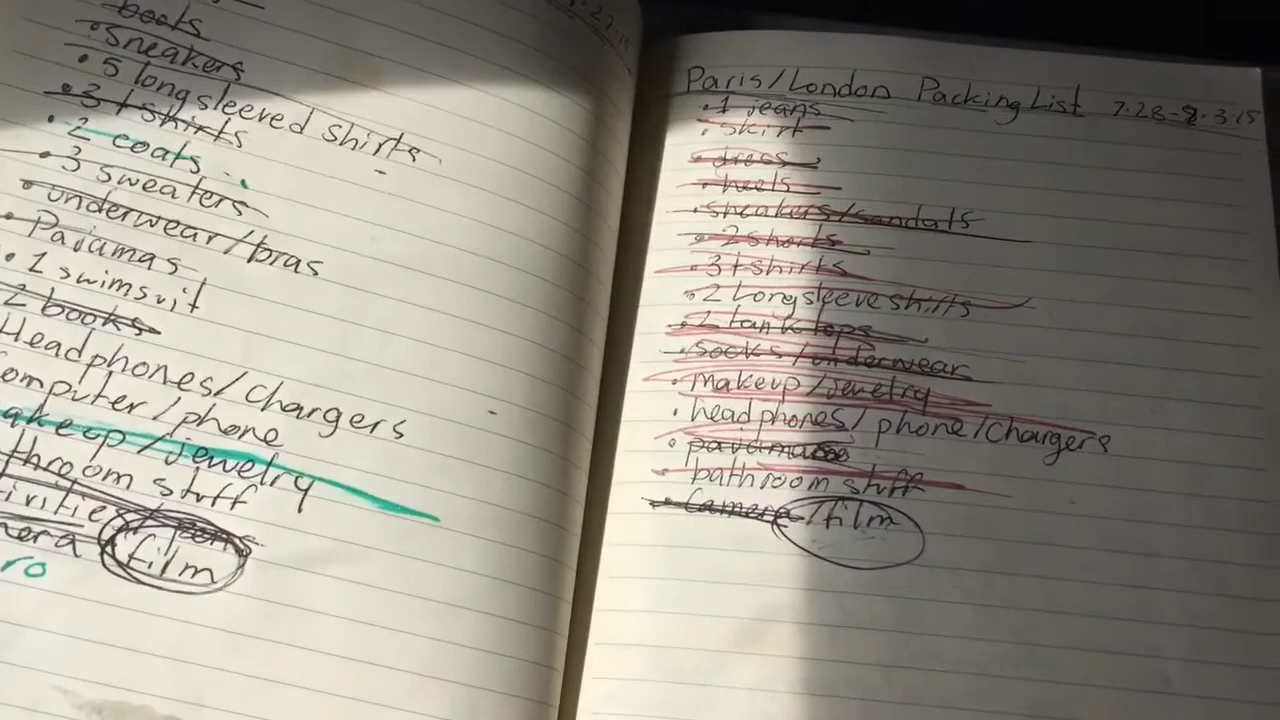 boots
•sneakers
• 5 longsleeved shirts
• 3 t shirts
• 2 coats
• 3 sweaters
• underwear/bras
• Pajamas
• 1 swimsuit
2 books
Headphones/chargers
omputer/phone
akeup/jewelry
throom stuff
film
Paris/London Packing List 7.28-8.3.15
• 1 jeans
• skirt
• dress
• heels
•sneakers/sandals
• 2 shorts
• 3 t shirts
• 2 Longsleeve shirts
• 2 tank tops
• socks/underwear
• makeup/jewelry
• headphones/phone/chargers
• pajamas
• bathroom stuff
• Camera/film